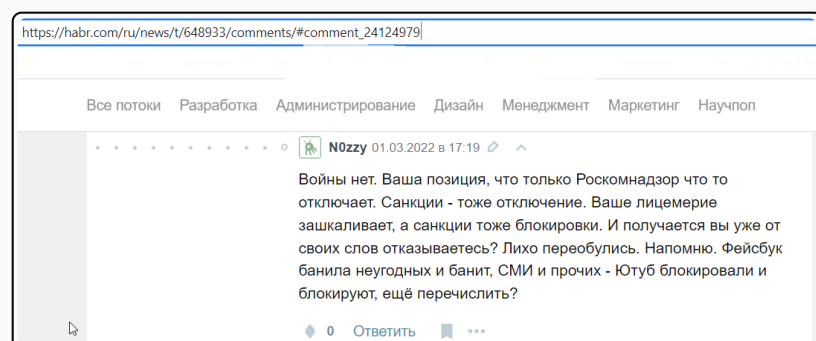 https://habr.com/ru/news/t/648933/comments/#comment_24124979
Все потоки Разработка Администрирование Дизайн Менеджмент Маркетинг Научпоп
N0zzy 01.03.2022 в 17:19
Войны нет. Ваша позиция, что только Роскомнадзор что то
отключает. Санкции - тоже отключение. Ваше лицемерие
зашкаливает, а санкции тоже блокировки. И получается вы уже от
своих слов отказываетесь? Лихо переобулись. Напомню. Фейсбук
банила неугодных и банит, СМИ и прочих - Ютуб блокировали и
блокируют, ещё перечислить?
0 Ответить